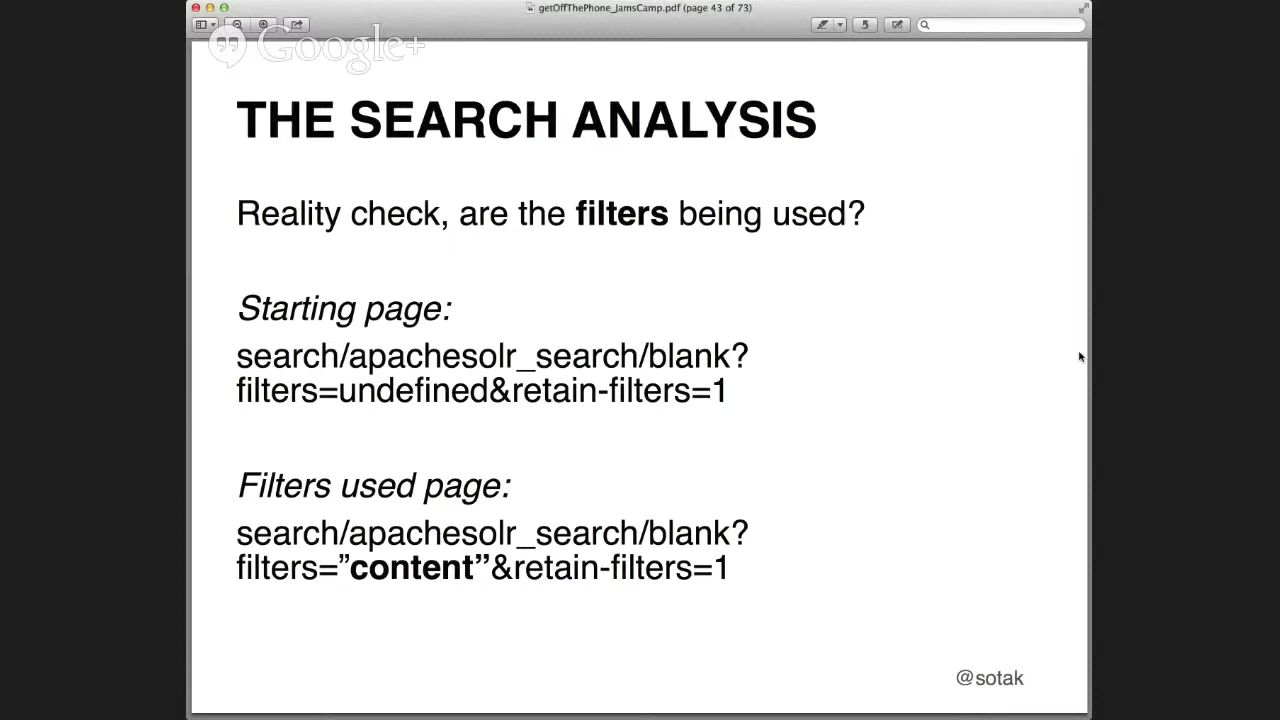 getOffThePhone_JamsCamp.pdf (page 43 of 73)
Google+
THE SEARCH ANALYSIS
Reality check, are the filters being used?
Starting page:
search/apachesolr_search/blank?
filters=undefined&retain-filters=1
Filters used page:
search/apachesolr_search/blank?
filters=”content”&retain-filters=1
@sotak